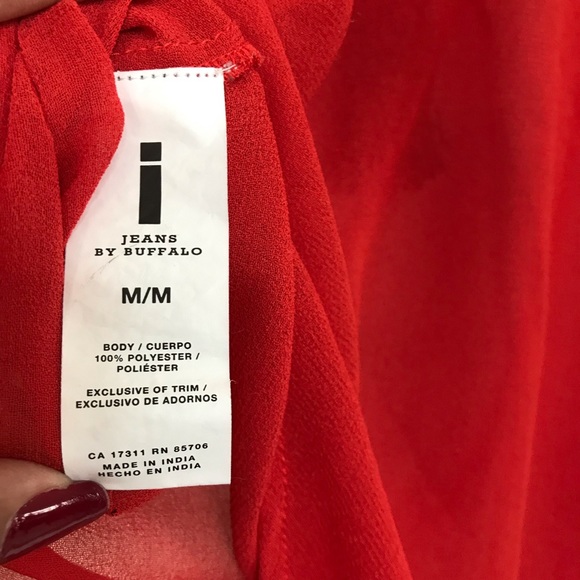 i
JEANS
BY BUFFALO
M/M
BODY / CUERPO
100% POLYESTER /
POLIÉSTER
EXCLUSIVE OF TRIM /
EXCLUSIVO DE ADORNOS
CA 17311 RN 85706
MADE IN INDIA
HECHO EN INDIA